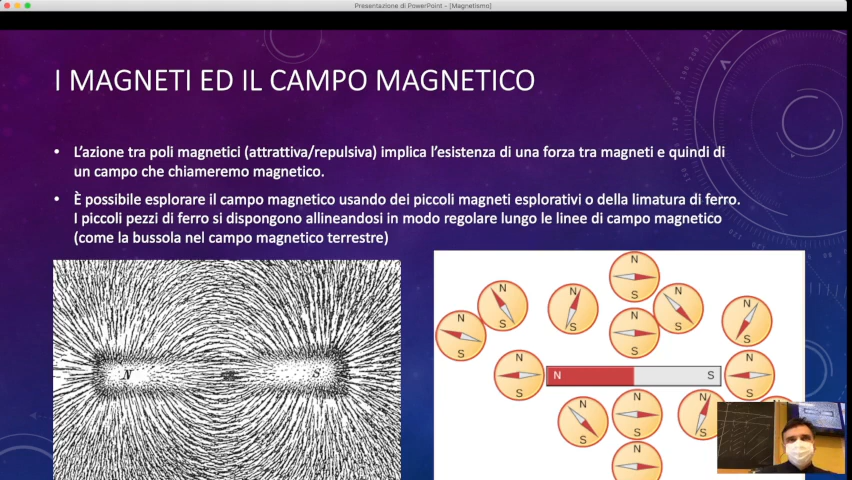 Presentazione di PowerPoint - [Magnetismo]
I MAGNETI ED IL CAMPO MAGNETICO
• L'azione tra poli magnetici (attrattiva/repulsiva) implica l'esistenza di una forza tra magneti e quindi di
un campo che chiameremo magnetico.
• È possibile esplorare il campo magnetico usando dei piccoli magneti esplorativi o della limatura di ferro.
I piccoli pezzi di ferro si dispongono allineandosi in modo regolare lungo le linee di campo magnetico
(come la bussola nel campo magnetico terrestre)
N S
N
S
N
S
N
S
N
S
N
S
N
S
N
S
N
S
N
S
N S
N
S
N
S
N
S
N
N
S